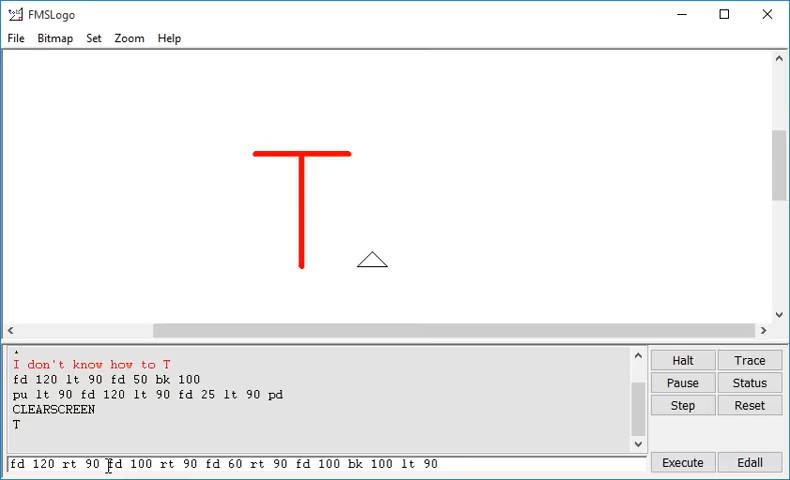 FMSLogo
File Bitmap Set Zoom Help
I don't know how to T
fd 120 lt 90 fd 50 bk 100
pu lt 90 fd 120 lt 90 fd 25 lt 90 pd
CLEARSCREEN
T
Halt Trace
Pause Status
Step Reset
fd 120 rt 90 fd 100 rt 90 fd 60 rt 90 fd 100 bk 100 lt 90
Execute Edall